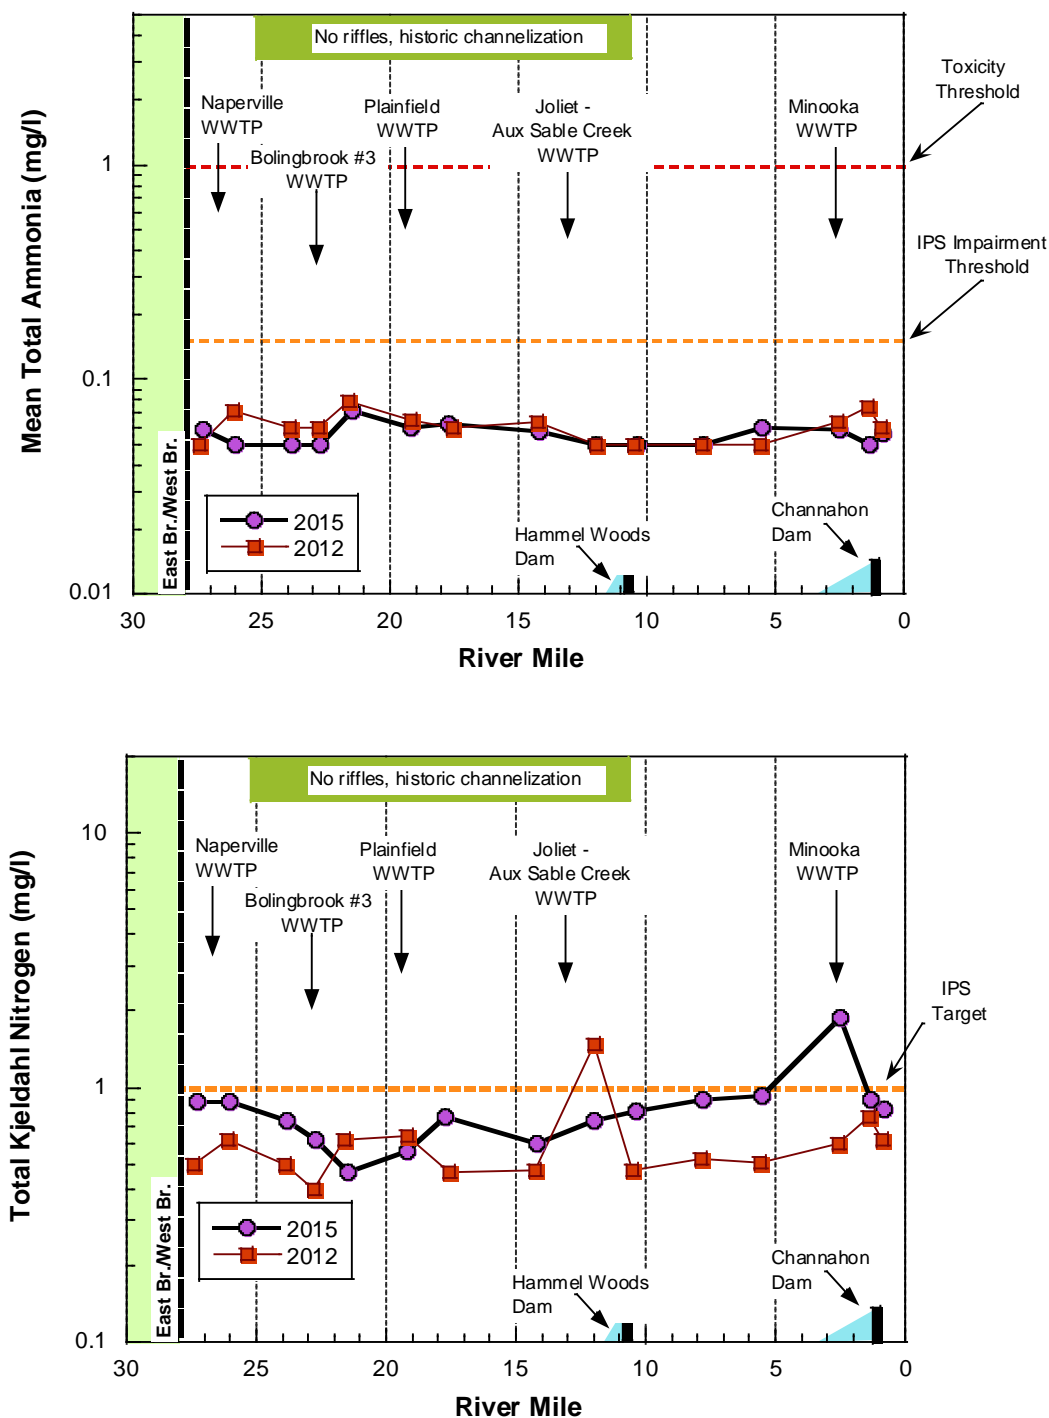 No riffles, historic channelization
Toxicity
Threshold
Naperville
WWTP
Plainfield
WWTP
Joliet -
Aux Sable Creek
WWTP
Minooka
WWTP
Bolingbrook #3
WWTP
IPS Impairment
Threshold
Mean Total Ammonia (mg/l)
1
0.1
0.01
East Br./West Br.
2015
2012
Hammel Woods
Dam
Channahon
Dam
30
25
20
15
10
5
0
River Mile
No riffles, historic channelization
Naperville
WWTP
Plainfield
WWTP
Joliet -
Aux Sable Creek
WWTP
Minooka
WWTP
Bolingbrook #3
WWTP
IPS
Target
Total Kjeldahl Nitrogen (mg/l)
10
1
0.1
East Br./West Br.
2015
2012
Hammel Woods
Dam
Channahon
Dam
30
25
20
15
10
5
0
River Mile